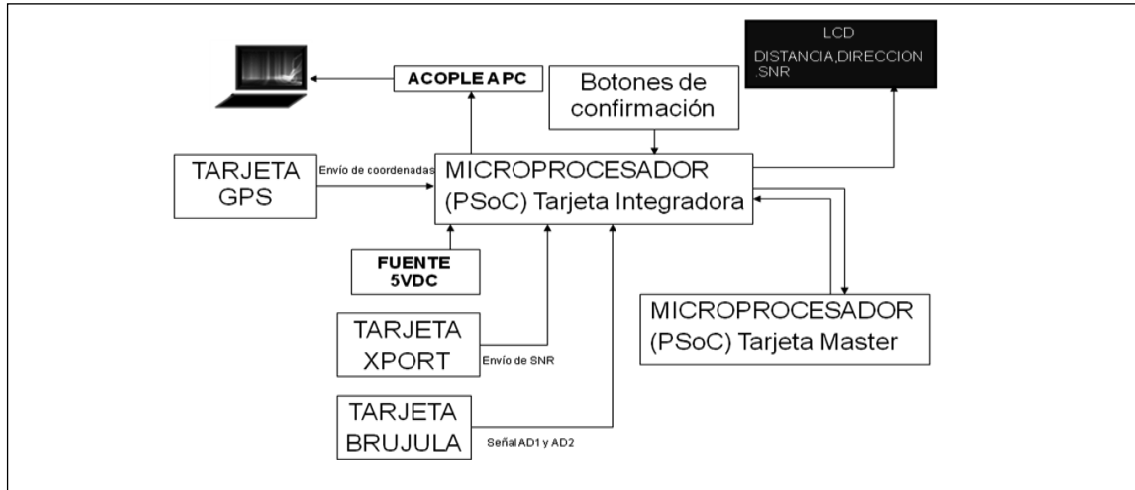 LCD
DISTANCIA,DIRECCION
.SNR
ACOPLE A PC
Botones de
confirmación
TARJETA
GPS
Envío de coordenadas
MICROPROCESADOR
(PSoC) Tarjeta Integradora
FUENTE
5VDC
MICROPROCESADOR
(PSoC) Tarjeta Master
TARJETA
XPORT
Envío de SNR
TARJETA
BRUJULA
Señal AD1 y AD2